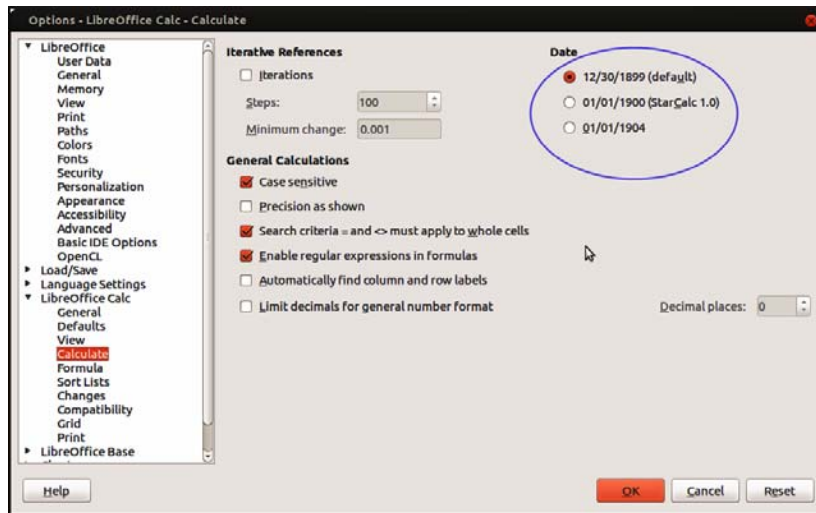 Options - LibreOffice Calc - Calculate
LibreOffice
User Data
General
Memory
View
Print
Paths
Colors
Fonts
Security
Personalization
Appearance
Accessibility
Advanced
Basic IDE Options
OpenCL
Load/Save
Language Settings
LibreOffice Calc
General
Defaults
View
Calculate
Formula
Sort Lists
Changes
Compatibility
Grid
Print
LibreOffice Base
Iterative References
Iterations
Steps: 100
Minimum change: 0.001
Date
12/30/1899 (default)
01/01/1900 (StarCalc 1.0)
01/01/1904
General Calculations
Case sensitive
Precision as shown
Search criteria = and <> must apply to whole cells
Enable regular expressions in formulas
Automatically find column and row labels
Limit decimals for general number format
Decimal places: 0
Help
OK
Cancel
Reset